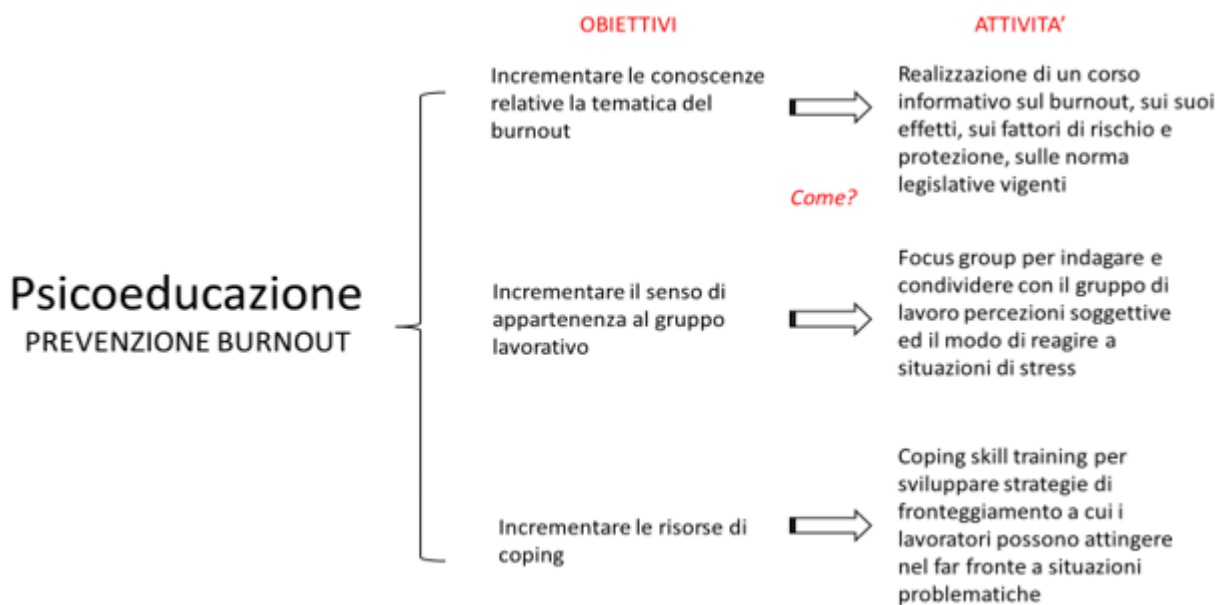 OBIETTIVI
ATTIVITA'
Incrementare le conoscenze
relative la tematica del
burnout
Realizzazione di un corso
informativo sul burnout, sui suoi
effetti, sui fattori di rischio e
protezione, sulle norma
legislative vigenti
Come?
Psicoeducazione
PREVENZIONE BURNOUT
Incrementare il senso di
appartenenza al gruppo
lavorativo
Focus group per indagare e
condividere con il gruppo di
lavoro percezioni soggettive
ed il modo di reagire a
situazioni di stress
Incrementare le risorse di
coping
Coping skill training per
sviluppare strategie di
fronteggiamento a cui i
lavoratori possono attingere
nel far fronte a situazioni
problematiche